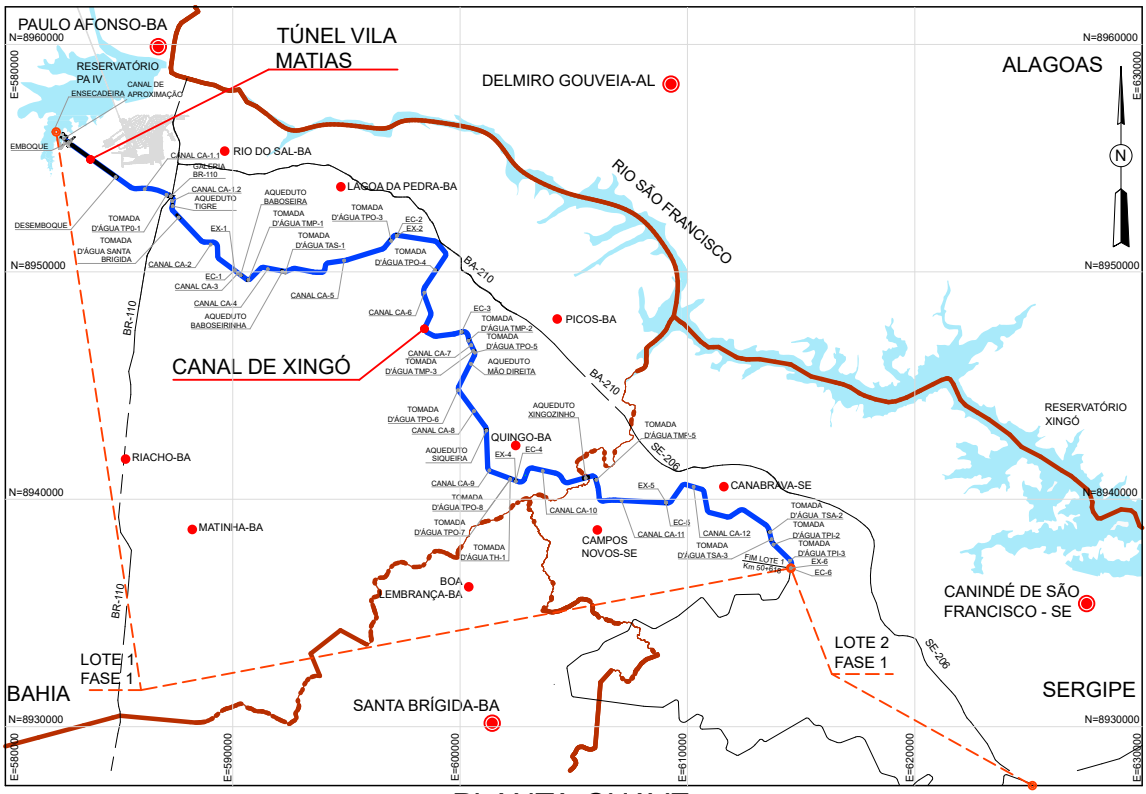 PAULO AFONSO-BA
TÚNEL VILA
MATIAS
N=8960000
N=8960000
E=580000
E=630000
RESERVATÓRIO
PA IV
ENSECADEIRA
CANAL DE
APROXIMAÇÃO
DELMIRO GOUVEIA-AL
ALAGOAS
N
EMBOQUE
RIO DO SAL-BA
CANAL CA-1.1
GALERIA
BR-110
LAGOA DA PEDRA-BA
CANAL CA-1.2
AQUEDUTO
TIGRE
AQUEDUTO
BABOSEIRA
RIO SÃO FRANCISCO
DESEMBOQUE
TOMADA
D'ÁGUA TPO-1
TOMADA
D'ÁGUA SANTA
BRIGIDA
EX-1
TOMADA
D'ÁGUA TMP-1
TOMADA
D'ÁGUA TAS-1
TOMADA
D'ÁGUA TPO-3
EC-2
EX-2
CANAL CA-2
TOMADA
D'ÁGUA TPO-4
N=8950000
N=8950000
EC-1
CANAL CA-3
CANAL CA-4
CANAL CA-5
BA-210
AQUEDUTO
BABOSEIRINHA
CANAL CA-6
EC-3
TOMADA
D'ÁGUA TMP-2
TOMADA
D'ÁGUA TPO-5
PICOS-BA
BR-110
CANAL CA-7
TOMADA
D'ÁGUA TMP-3
AQUEDUTO
MÃO DIREITA
CANAL DE XINGÓ
BA-210
TOMADA
D'ÁGUA TPO-6
CANAL CA-8
AQUEDUTO
XINGOZINHO
RESERVATÓRIO
XINGÓ
TOMADA
D'ÁGUA TMP-5
QUINGO-BA
AQUEDUTO
SIQUEIRA
EX-4
EC-4
SE-206
RIACHO-BA
CANAL CA-9
EX-5
CANABRAVA-SE
N=8940000
N=8940000
TOMADA
D'ÁGUA TPO-8
CANAL CA-10
TOMADA
D'ÁGUA TSA-2
MATINHA-BA
TOMADA
D'ÁGUA TPO-7
EC-5
CANAL CA-11
CANAL CA-12
TOMADA
D'ÁGUA TPI-2
TOMADA
D'ÁGUA TH-1
CAMPOS
NOVOS-SE
TOMADA
D'ÁGUA TSA-3
TOMADA
D'ÁGUA TPI-3
FIM LOTE 1
Km 50+818
EX-6
EC-6
BOA
LEMBRANÇA-BA
BR-110
CANINDÉ DE SÃO
FRANCISCO - SE
LOTE 1
FASE 1
LOTE 2
FASE 1
SE-206
BAHIA
SERGIPE
SANTA BRÍGIDA-BA
N=8930000
N=8930000
E=580000
E=590000
E=600000
E=610000
E=620000
E=630000